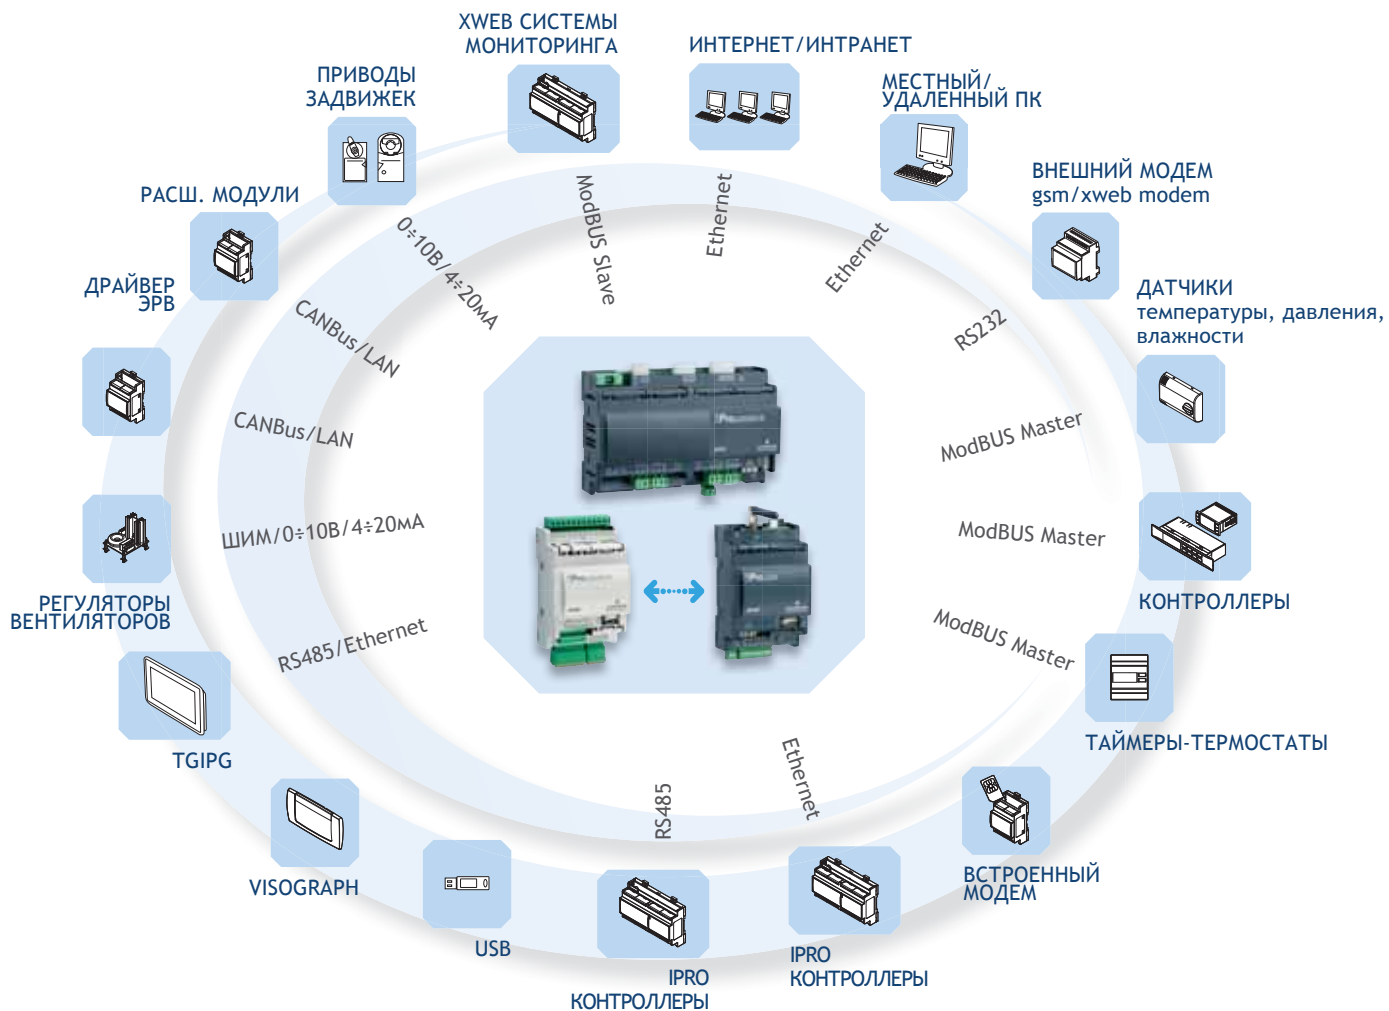 XWEB СИСТЕМЫ
МОНИТОРИНГА
ИНТЕРНЕТ/ИНТРАНЕТ
ПРИВОДЫ
ЗАДВИЖЕК
МЕСТНЫЙ/
УДАЛЕННЫЙ ПК
РАСШ. МОДУЛИ
ВНЕШНИЙ МОДЕМ
gsm/xweb modem
ДРАЙВЕР
ЭРВ
ДАТЧИКИ
температуры, давления,
влажности
0÷10В/4÷20мА
ModBUS Slave
Ethernet
Ethernet
RS232
CANBus/LAN
CANBus/LAN
ModBUS Master
ШИМ/0÷10В/4÷20мА
ModBUS Master
КОНТРОЛЛЕРЫ
РЕГУЛЯТОРЫ
ВЕНТИЛЯТОРОВ
RS485/Ethernet
ModBUS Master
ТАЙМЕРЫ-ТЕРМОСТАТЫ
TGIPG
RS485
Ethernet
VISOGRAPH
ВСТРОЕННЫЙ
МОДЕМ
USB
IPRO
КОНТРОЛЛЕРЫ
IPRO
КОНТРОЛЛЕРЫ